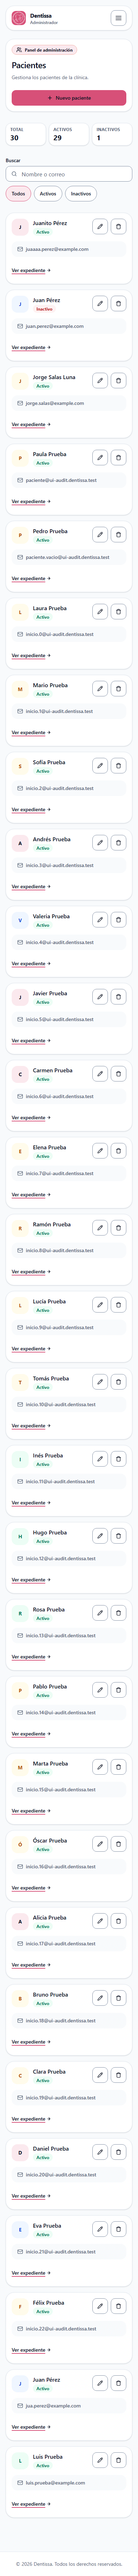 Dentissa
Administrador
Panel de administración
Pacientes
Gestiona los pacientes de la clínica.
Nuevo paciente
TOTAL
30
ACTIVOS
29
INACTIVOS
1
Buscar
Nombre o correo
Todos
Activos
Inactivos
J
Juanito Pérez
Activo
juaaaa.perez@example.com
Ver expediente →
J
Juan Pérez
Inactivo
juan.perez@example.com
Ver expediente →
J
Jorge Salas Luna
Activo
jorge.salas@example.com
Ver expediente →
P
Paula Prueba
Activo
paciente@ui-audit.dentissa.test
Ver expediente →
P
Pedro Prueba
Activo
paciente.vacio@ui-audit.dentissa.test
Ver expediente →
L
Laura Prueba
Activo
inicio.0@ui-audit.dentissa.test
Ver expediente →
M
Mario Prueba
Activo
inicio.1@ui-audit.dentissa.test
Ver expediente →
S
Sofía Prueba
Activo
inicio.2@ui-audit.dentissa.test
Ver expediente →
A
Andrés Prueba
Activo
inicio.3@ui-audit.dentissa.test
Ver expediente →
V
Valeria Prueba
Activo
inicio.4@ui-audit.dentissa.test
Ver expediente →
J
Javier Prueba
Activo
inicio.5@ui-audit.dentissa.test
Ver expediente →
C
Carmen Prueba
Activo
inicio.6@ui-audit.dentissa.test
Ver expediente →
E
Elena Prueba
Activo
inicio.7@ui-audit.dentissa.test
Ver expediente →
R
Ramón Prueba
Activo
inicio.8@ui-audit.dentissa.test
Ver expediente →
L
Lucía Prueba
Activo
inicio.9@ui-audit.dentissa.test
Ver expediente →
T
Tomás Prueba
Activo
inicio.10@ui-audit.dentissa.test
Ver expediente →
I
Inés Prueba
Activo
inicio.11@ui-audit.dentissa.test
Ver expediente →
H
Hugo Prueba
Activo
inicio.12@ui-audit.dentissa.test
Ver expediente →
R
Rosa Prueba
Activo
inicio.13@ui-audit.dentissa.test
Ver expediente →
P
Pablo Prueba
Activo
inicio.14@ui-audit.dentissa.test
Ver expediente →
M
Marta Prueba
Activo
inicio.15@ui-audit.dentissa.test
Ver expediente →
Ó
Óscar Prueba
Activo
inicio.16@ui-audit.dentissa.test
Ver expediente →
A
Alicia Prueba
Activo
inicio.17@ui-audit.dentissa.test
Ver expediente →
B
Bruno Prueba
Activo
inicio.18@ui-audit.dentissa.test
Ver expediente →
C
Clara Prueba
Activo
inicio.19@ui-audit.dentissa.test
Ver expediente →
D
Daniel Prueba
Activo
inicio.20@ui-audit.dentissa.test
Ver expediente →
E
Eva Prueba
Activo
inicio.21@ui-audit.dentissa.test
Ver expediente →
F
Félix Prueba
Activo
inicio.22@ui-audit.dentissa.test
Ver expediente →
J
Juan Pérez
Activo
jua.perez@example.com
Ver expediente →
L
Luis Prueba
Activo
luis.prueba@example.com
Ver expediente →
© 2026 Dentissa. Todos los derechos reservados.